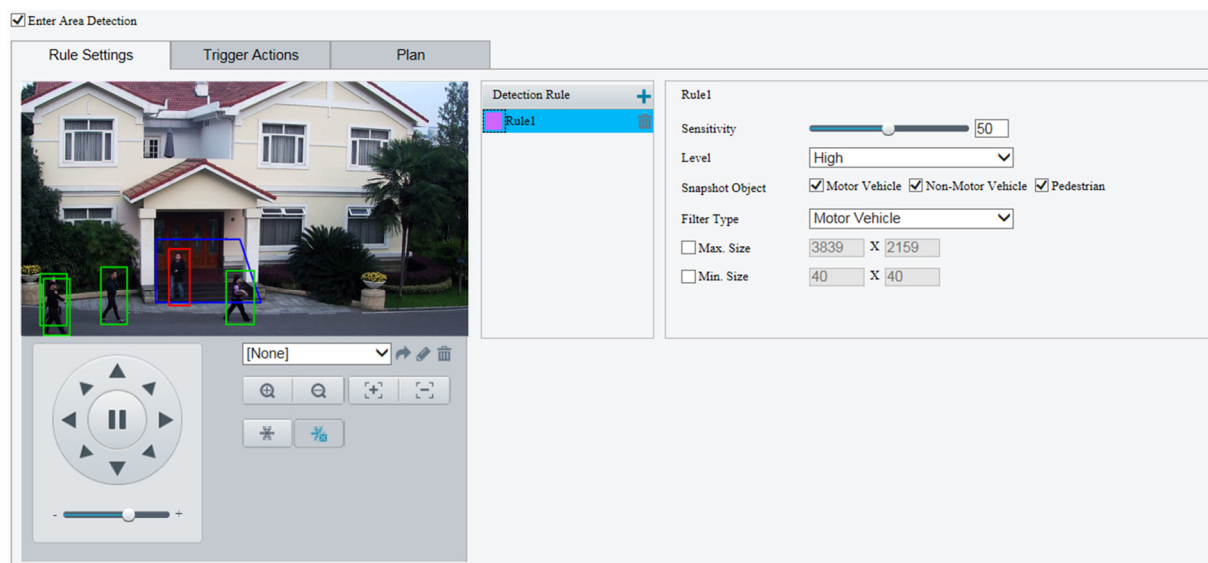 Enter Area Detection
Rule Settings
Trigger Actions
Plan
Detection Rule
Rule1
Rule1
Sensitivity
50
Level
High
Snapshot Object
Motor Vehicle
Non-Motor Vehicle
Pedestrian
Filter Type
Motor Vehicle
Max. Size
3839 X 2159
Min. Size
40 X 40
[None]
- +